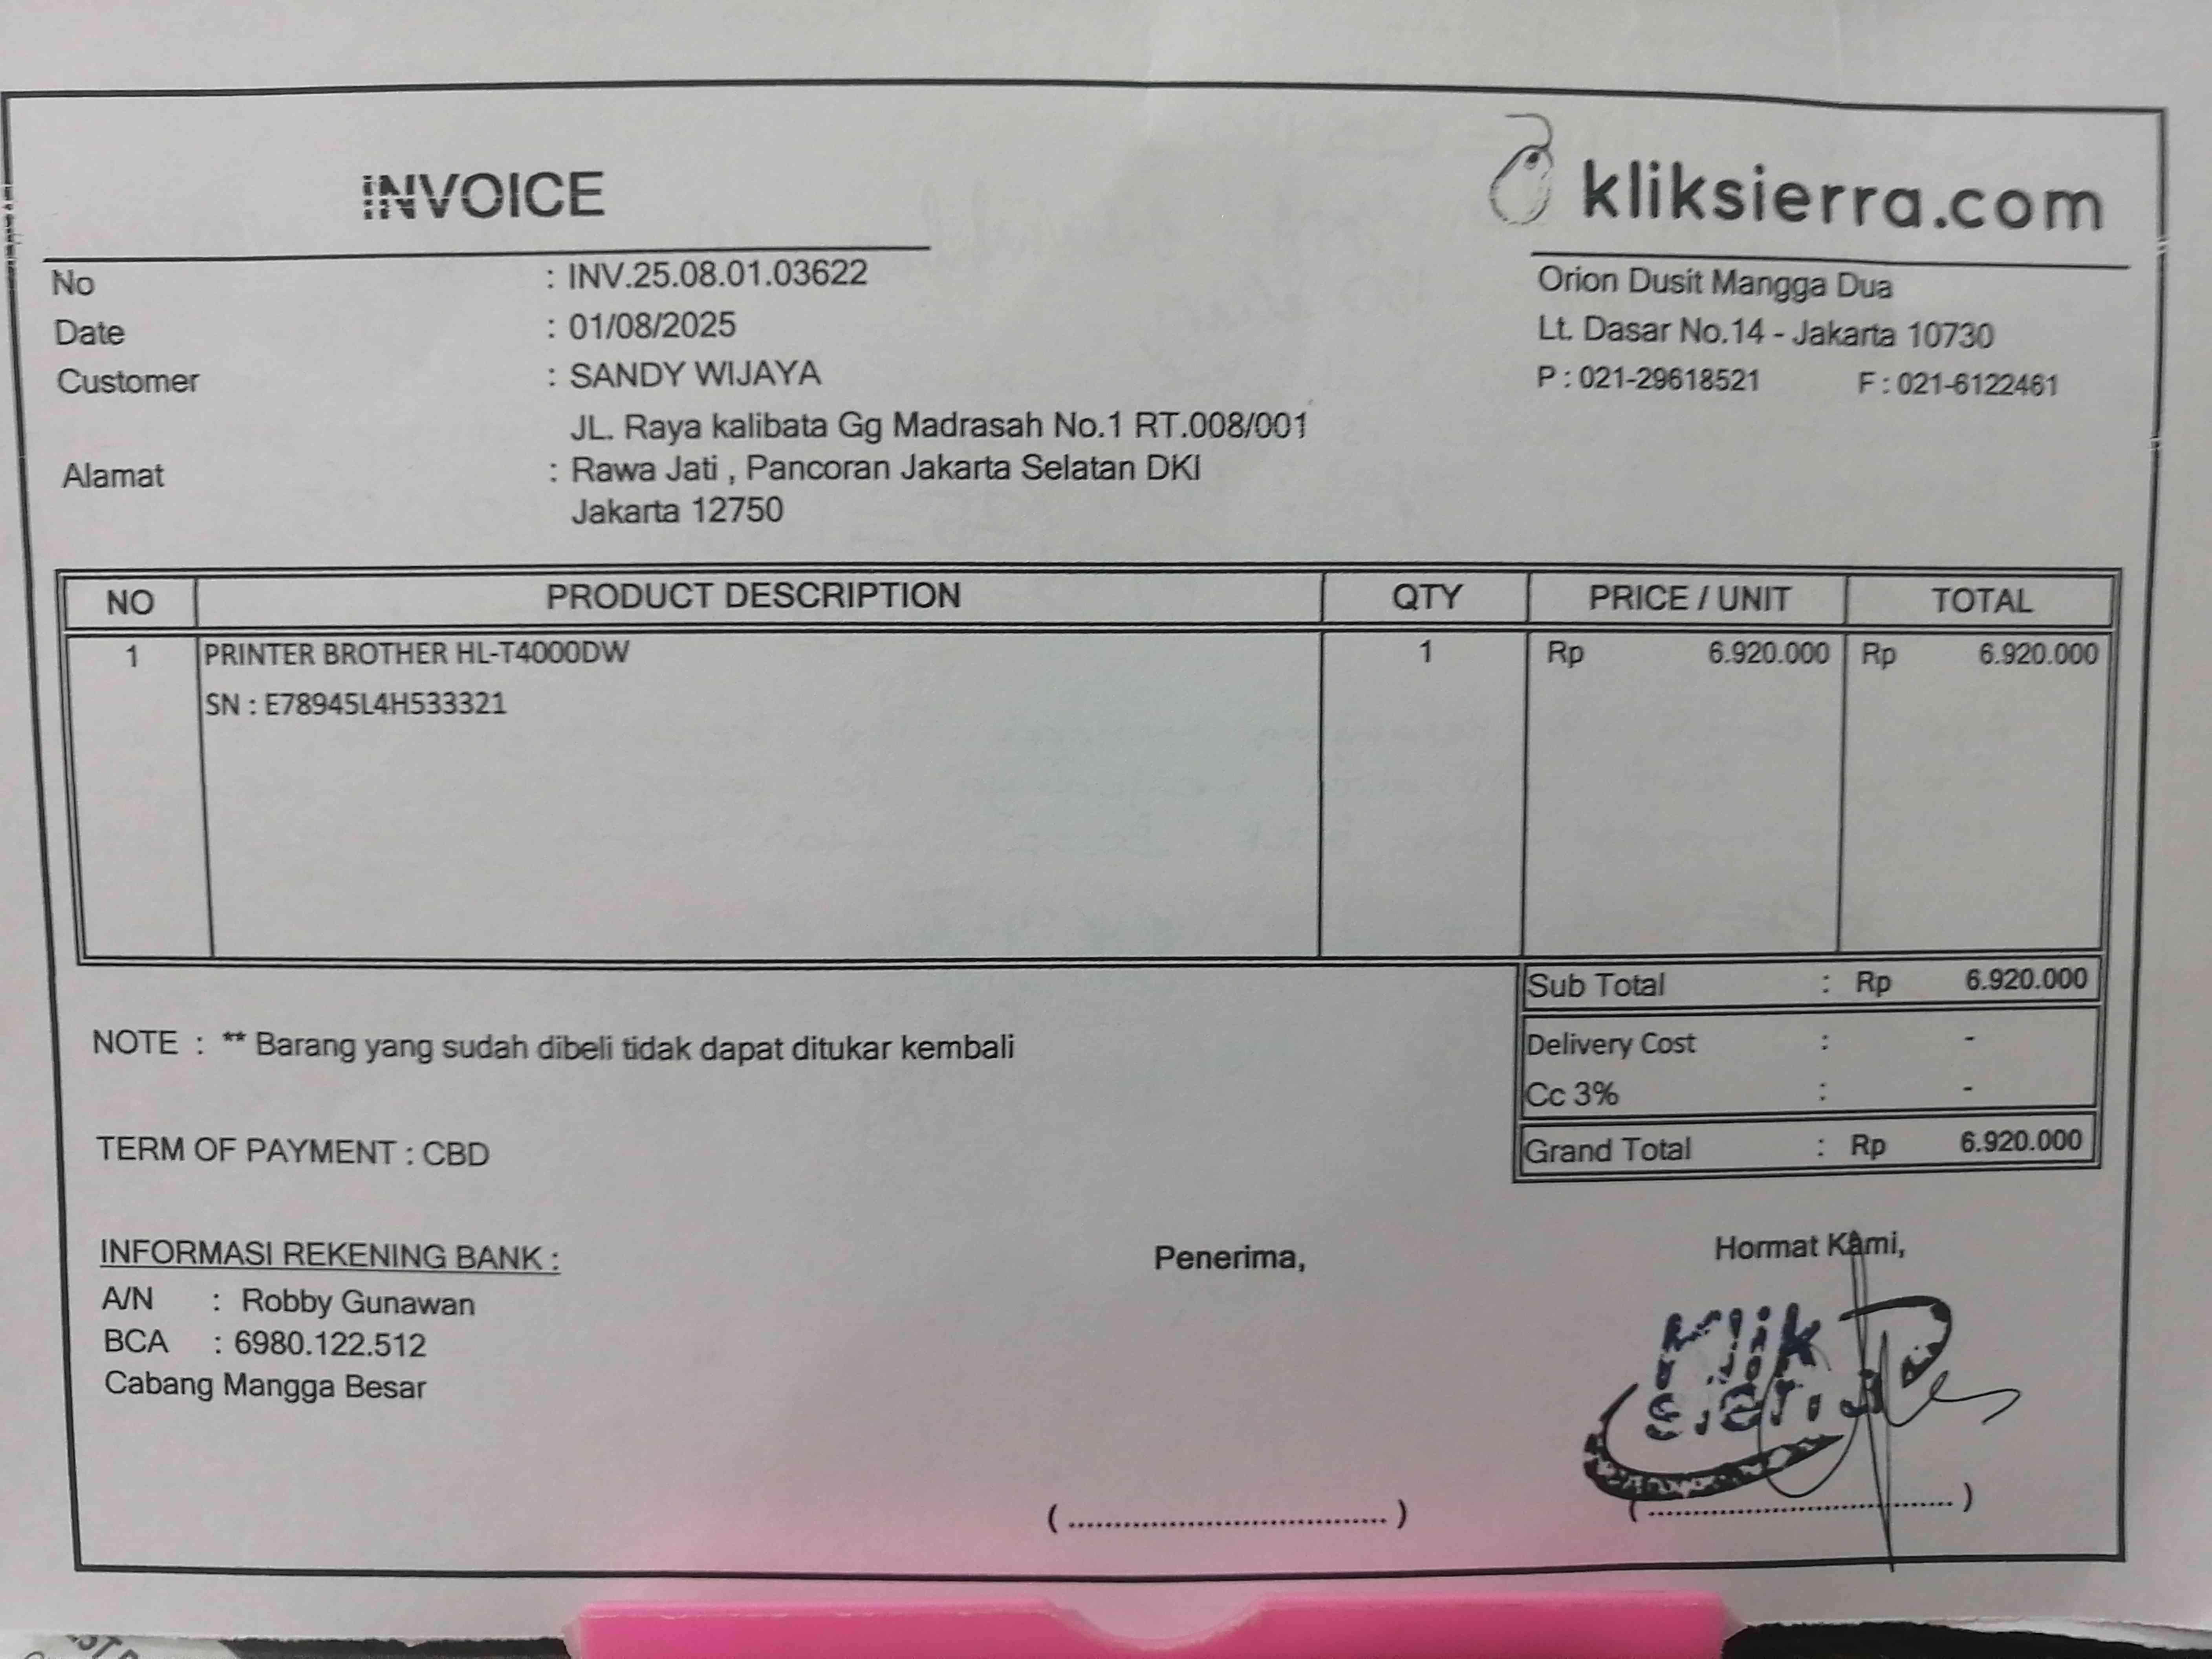 INVOICE
kliksierra.com
No : INV.25.08.01.03622
Date : 01/08/2025
Customer : SANDY WIJAYA
JL. Raya kalibata Gg Madrasah No.1 RT.008/001
Alamat : Rawa Jati , Pancoran Jakarta Selatan DKI
Jakarta 12750
Orion Dusit Mangga Dua
Lt. Dasar No.14 - Jakarta 10730
P : 021-29618521 F : 021-6122461
NO PRODUCT DESCRIPTION QTY PRICE / UNIT TOTAL
1 PRINTER BROTHER HL-T4000DW 1 Rp 6.920.000 Rp 6.920.000
SN : E78945L4H533321
Sub Total : Rp 6.920.000
Delivery Cost : -
Cc 3% : -
Grand Total : Rp 6.920.000
NOTE : ** Barang yang sudah dibeli tidak dapat ditukar kembali
TERM OF PAYMENT : CBD
INFORMASI REKENING BANK :
A/N : Robby Gunawan
BCA : 6980.122.512
Cabang Mangga Besar
Penerima,
(..................................)
Hormat Kami,
Klik
sierra
(..................................)